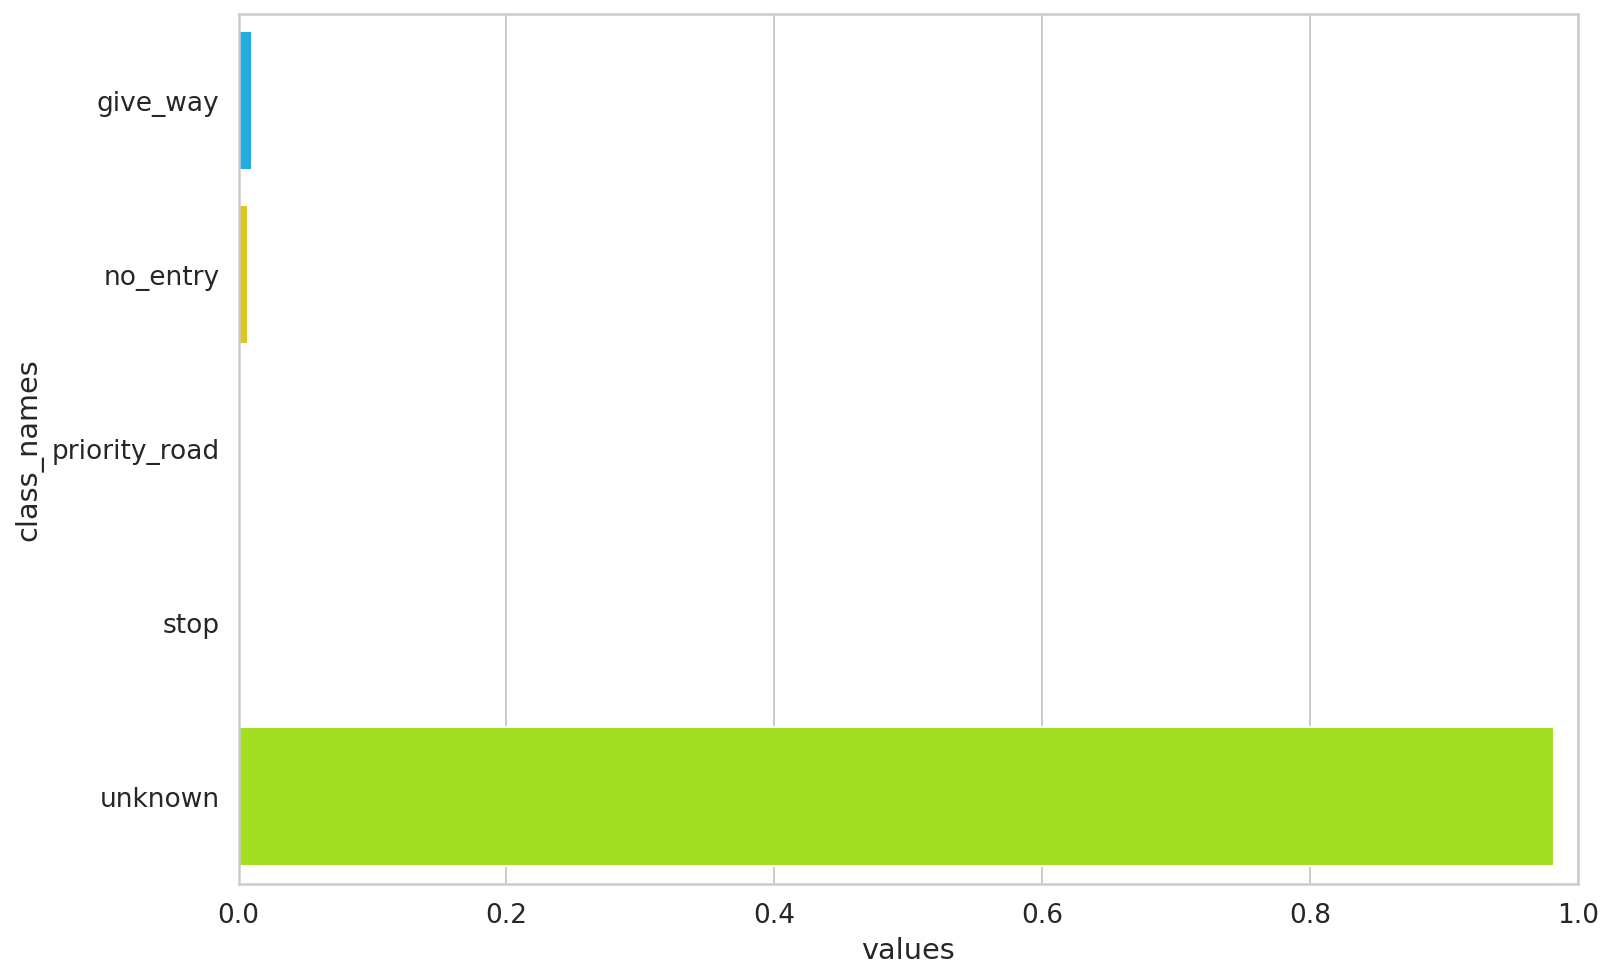 give_way
no_entry
priority_road
stop
unknown
class_names
0.0 0.2 0.4 0.6 0.8 1.0
values